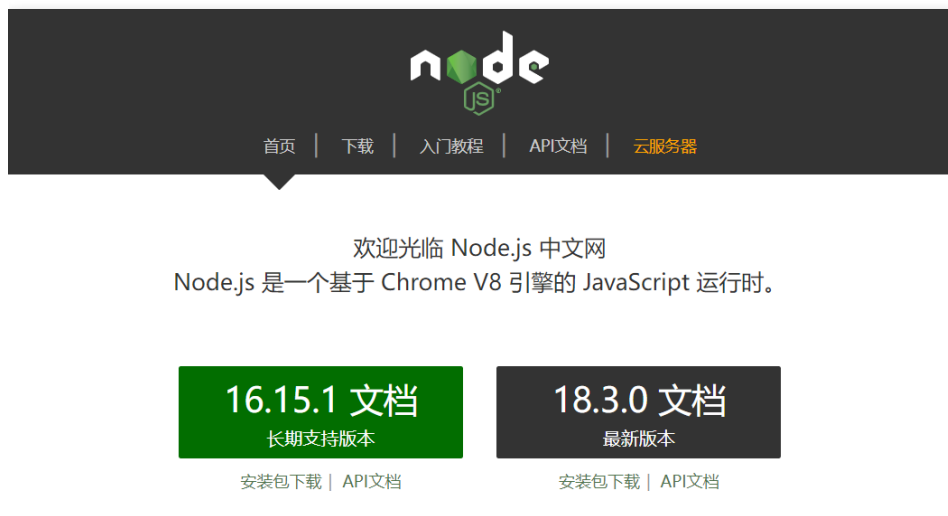 node
JS®
首页 | 下载 | 入门教程 | API文档 | 云服务器
欢迎光临 Node.js 中文网
Node.js 是一个基于 Chrome V8 引擎的 JavaScript 运行时。
16.15.1 文档
长期支持版本
安装包下载 | API文档
18.3.0 文档
最新版本
安装包下载 | API文档